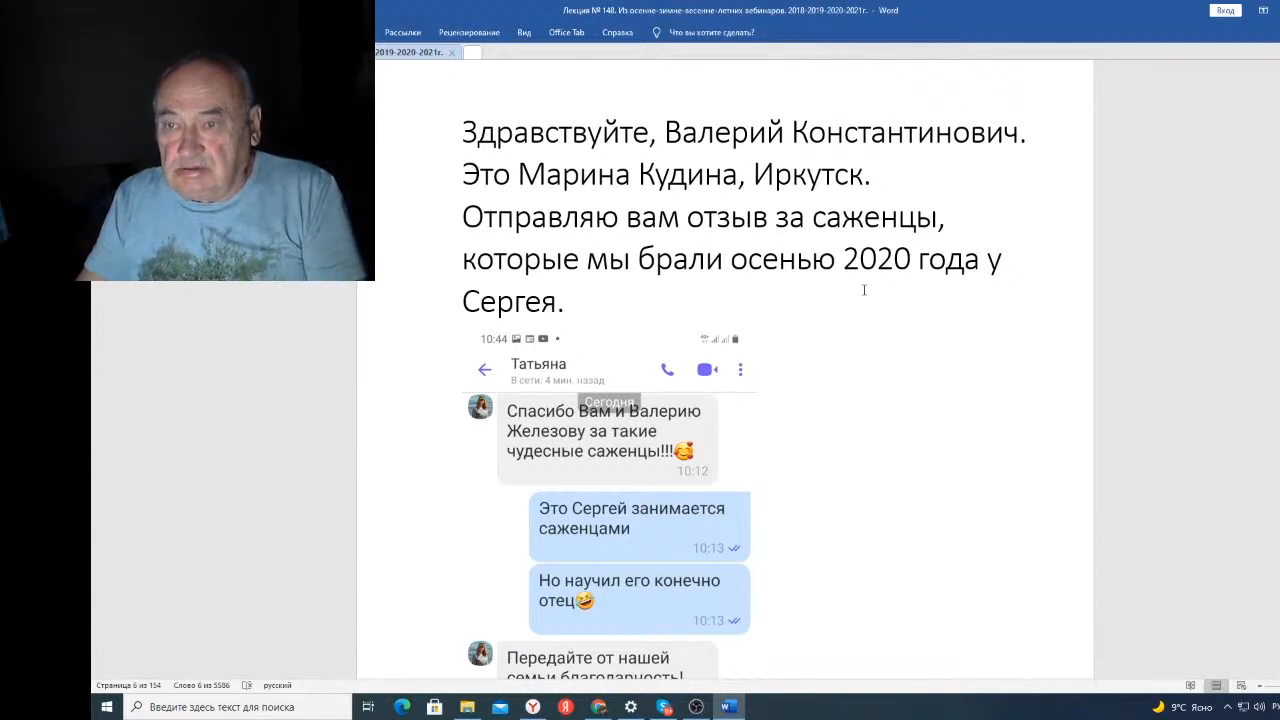 Лекция № 148. Из осенне-зимне-весенне-летних вебинаров. 2018-2019-2020-2021г. - Word
Вход
Рассылки Рецензирование Вид Office Tab Справка Что вы хотите сделать?
2019-2020-2021г.
Здравствуйте, Валерий Константинович.
Это Марина Кудина, Иркутск.
Отправляю вам отзыв за саженцы,
которые мы брали осенью 2020 года у
Сергея.
10:44
Татьяна
В сети: 4 мин. назад
Сегодня
Спасибо Вам и Валерию
Железову за такие
чудесные саженцы!!!🥰
10:12
Это Сергей занимается
саженцами
10:13
Но научил его конечно
отец🤣
10:13
Передайте от нашей
семьи благодарность!
Страница 6 из 154 Слово 6 из 5586 русский
Введите здесь текст для поиска
9°C Ясно